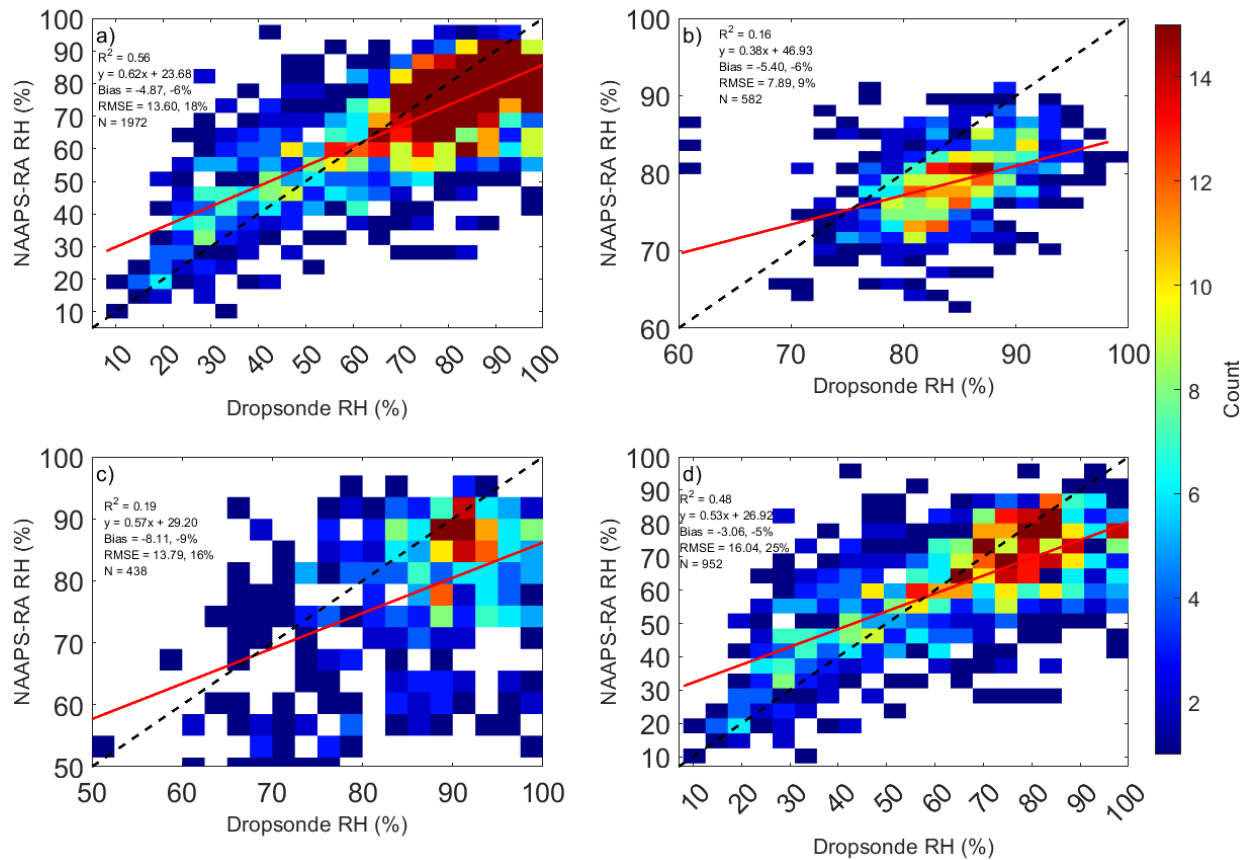 a)
R² = 0.56
y = 0.62x + 23.68
Bias = -4.87, -6%
RMSE = 13.60, 18%
N = 1972
100
90
80
70
60
50
40
30
20
10
NAAPS-RA RH (%)
10 20 30 40 50 60 70 80 90 100
Dropsonde RH (%)
b)
R² = 0.16
y = 0.38x + 46.93
Bias = -5.40, -6%
RMSE = 7.89, 9%
N = 582
100
90
80
70
60
NAAPS-RA RH (%)
60 70 80 90 100
Dropsonde RH (%)
c)
R² = 0.19
y = 0.57x + 29.20
Bias = -8.11, -9%
RMSE = 13.79, 16%
N = 438
100
90
80
70
60
50
NAAPS-RA RH (%)
50 60 70 80 90 100
Dropsonde RH (%)
d)
R² = 0.48
y = 0.53x + 26.92
Bias = -3.06, -5%
RMSE = 16.04, 25%
N = 952
100
90
80
70
60
50
40
30
20
10
NAAPS-RA RH (%)
10 20 30 40 50 60 70 80 90 100
Dropsonde RH (%)
14
12
10
8
6
4
2
Count